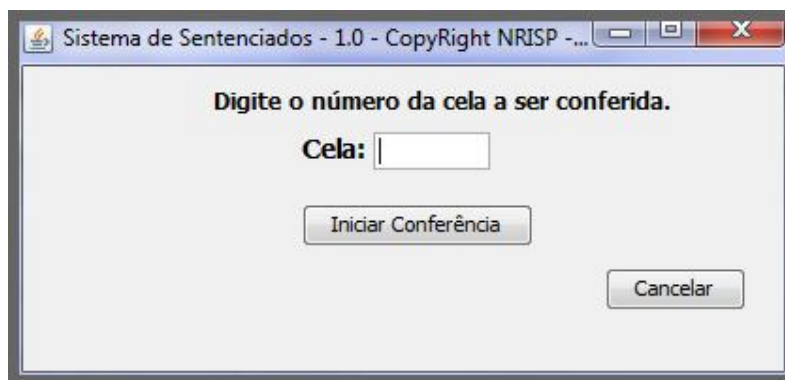 Sistema de Sentenciados - 1.0 - CopyRight NRISP -...
Digite o número da cela a ser conferida.
Cela:
Iniciar Conferência
Cancelar